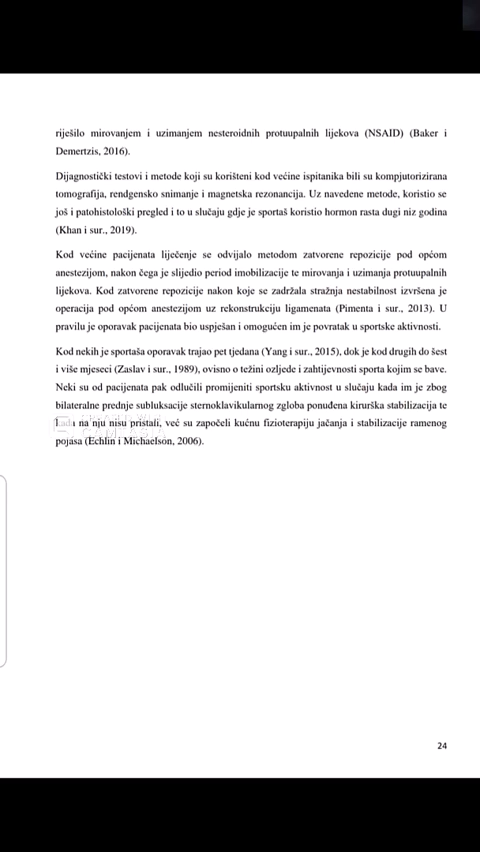 riješilo mirovanjem i uzimanjem nesteroidnih protuupalnih lijekova (NSAID) (Baker i
Demertzis, 2016).
Dijagnostički testovi i metode koji su korišteni kod većine ispitanika bili su kompjutorizirana
tomografija, rendgensko snimanje i magnetska rezonancija. Uz navedene metode, koristio se
još i patohistološki pregled i to u slučaju gdje je sportaš koristio hormon rasta dugi niz godina
(Khan i sur., 2019).
Kod većine pacijenata liječenje se odvijalo metodom zatvorene repozicije pod općom
anestezijom, nakon čega je slijedio period imobilizacije te mirovanja i uzimanja protuupalnih
lijekova. Kod zatvorene repozicije nakon koje se zadržala stražnja nestabilnost izvršena je
operacija pod općom anestezijom uz rekonstrukciju ligamenata (Pimenta i sur., 2013). U
pravilu je oporavak pacijenata bio uspješan i omogućen im je povratak u sportske aktivnosti.
Kod nekih je sportaša oporavak trajao pet tjedana (Yang i sur., 2015), dok je kod drugih do šest
i više mjeseci (Zaslav i sur., 1989), ovisno o težini ozljede i zahtijevnosti sporta kojim se bave.
Neki su od pacijenata pak odlučili promijeniti sportsku aktivnost u slučaju kada im je zbog
bilateralne prednje subluksacije sternoklavikularnog zgloba ponuđena kirurška stabilizacija te
na nju nisu pristali, već su započeli kućnu fizioterapiju jačanja i stabilizacije ramenog
pojasa (Echlin i Michaelson, 2006).
24